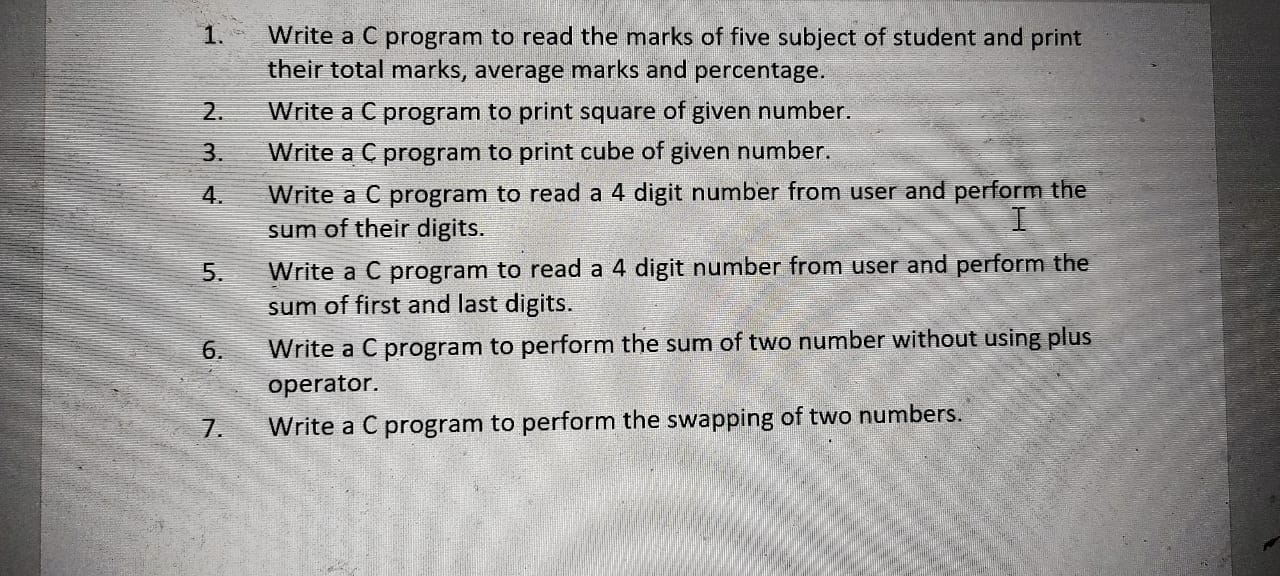 1. Write a C program to read the marks of five subject of student and print
their total marks, average marks and percentage.
2. Write a C program to print square of given number.
3. Write a C program to print cube of given number.
4. Write a C program to read a 4 digit number from user and perform the
sum of their digits.
5. Write a C program to read a 4 digit number from user and perform the
sum of first and last digits.
6. Write a C program to perform the sum of two number without using plus
operator.
7. Write a C program to perform the swapping of two numbers.